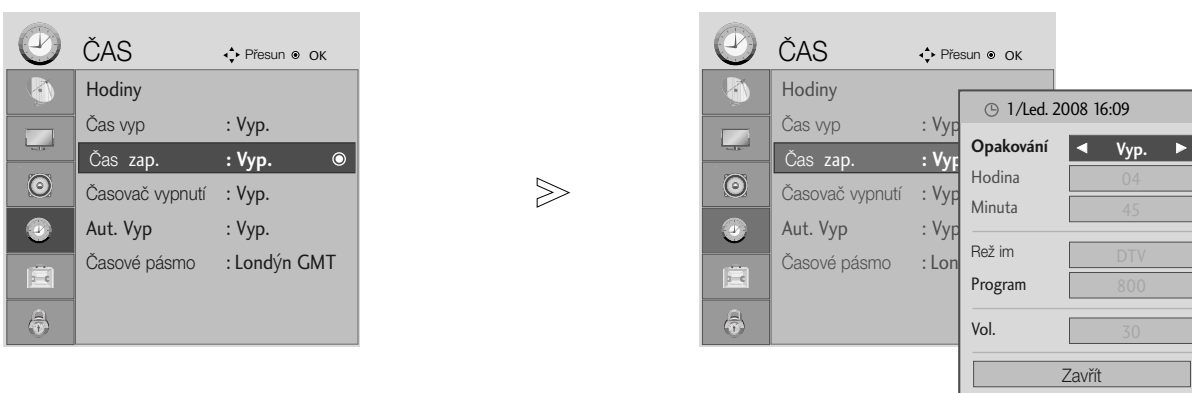 ČAS Přesun OK
Hodiny
Čas vyp : Vyp.
Čas zap. : Vyp.
Časovač vypnutí : Vyp.
Aut. Vyp : Vyp.
Časové pásmo : Londýn GMT
ČAS Přesun OK
Hodiny
Čas vyp : Vyp
Čas zap. : Vyp
Časovač vypnutí : Vyp
Aut. Vyp : Vyp
Časové pásmo : Lon
1/Led. 2008 16:09
Opakování Vyp.
Hodina 04
Minuta 45
Rež im DTV
Program 800
Vol. 30
Zavřít